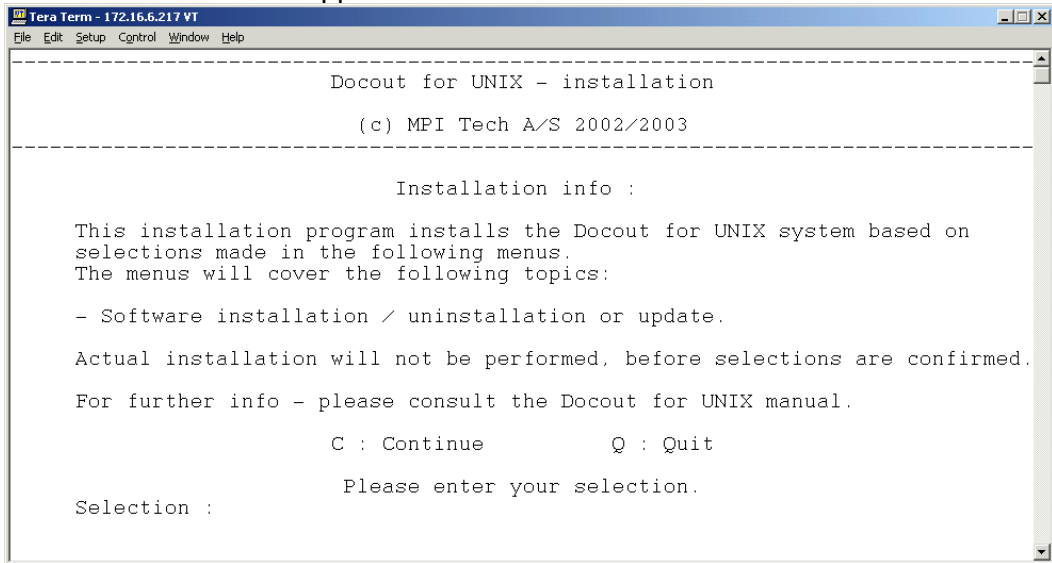 Tera Term - 172.16.6.217 VT
File Edit Setup Control Window Help
Docout for UNIX - installation
(c) MPI Tech A/S 2002/2003
Installation info :
This installation program installs the Docout for UNIX system based on
selections made in the following menus.
The menus will cover the following topics:
- Software installation / uninstallation or update.
Actual installation will not be performed, before selections are confirmed.
For further info - please consult the Docout for UNIX manual.
C : Continue Q : Quit
Please enter your selection.
Selection :